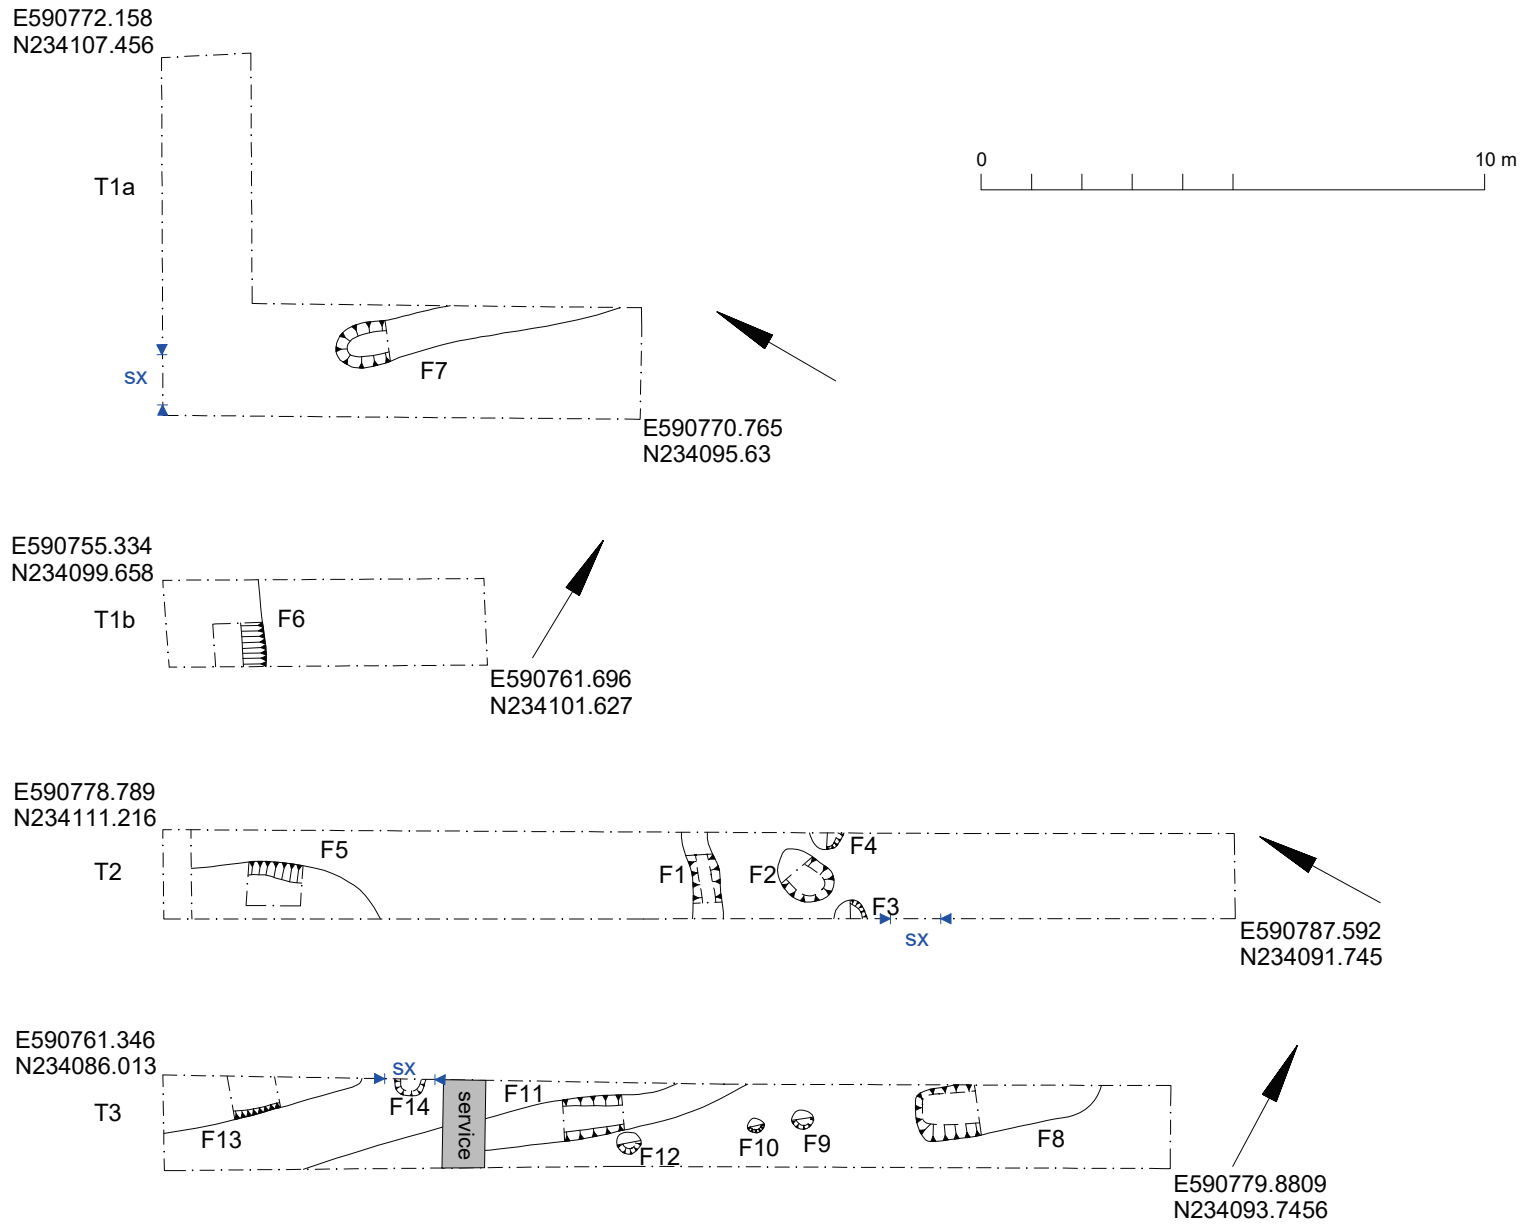 E590772.158
N234107.456
0
10 m
T1a
sx
F7
E590770.765
N234095.63
E590755.334
N234099.658
T1b
F6
E590761.696
N234101.627
E590778.789
N234111.216
T2
F5
F1
F2
F4
F3
sx
E590787.592
N234091.745
E590761.346
N234086.013
T3
sx
F14
F13
service
F11
F12
F10
F9
F8
E590779.8809
N234093.7456